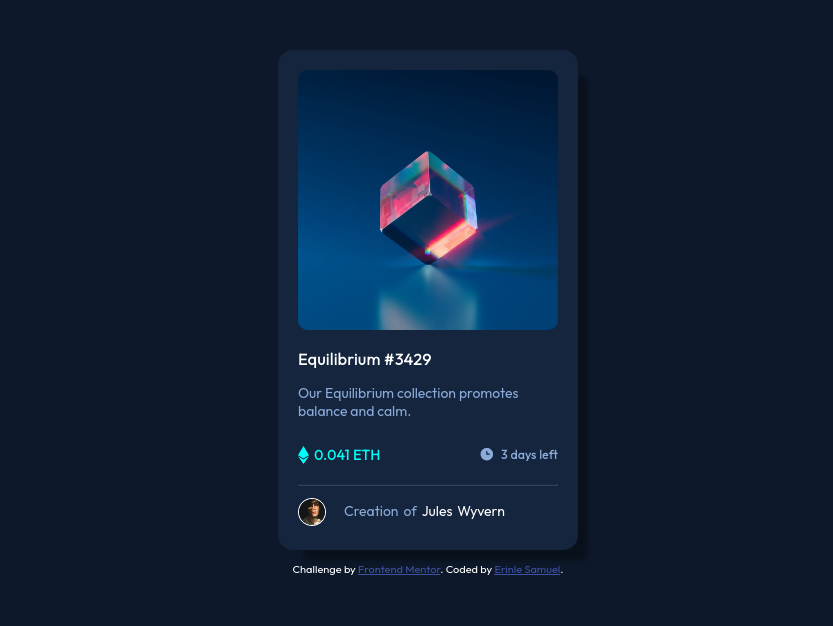 Equilibrium #3429
Our Equilibrium collection promotes
balance and calm.
0.041 ETH 3 days left
Creation of Jules Wyvern
Challenge by Frontend Mentor. Coded by Erinle Samuel.